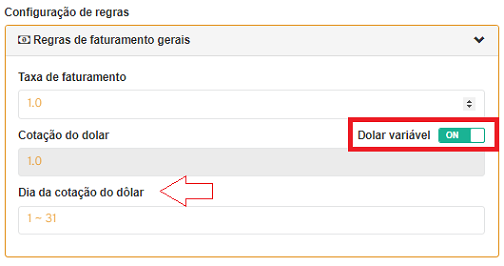 Configuração de regras
Regras de faturamento gerais
Taxa de faturamento
1.0
Cotação do dolar
Dolar variável ON
1.0
Dia da cotação do dólar
1 ~ 31